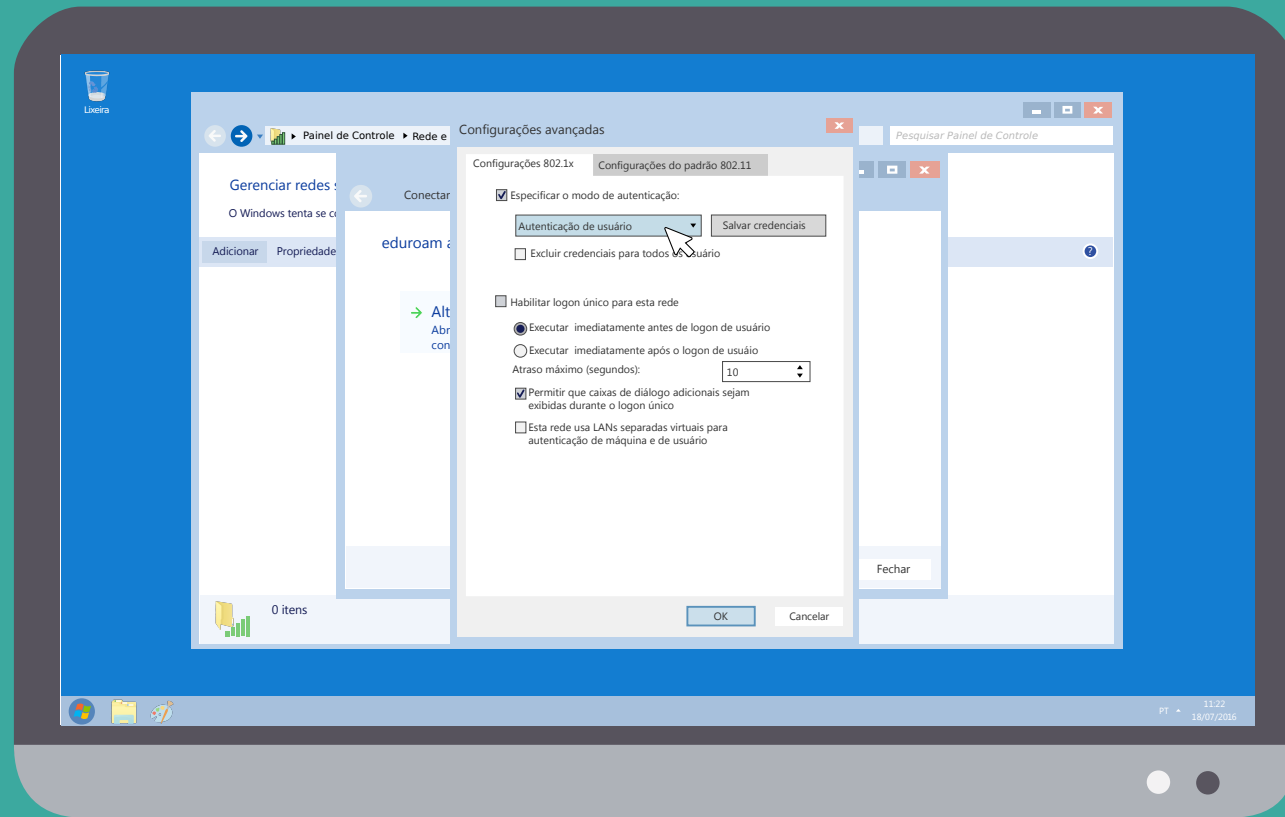 Lixeira
Painel de Controle
Rede e
Pesquisar Painel de Controle
Configurações avançadas
Gerenciar redes
O Windows tenta se
Adicionar
Propriedade
0 itens
Conectar
eduroam
Alt
Abr
con
Fechar
Configurações 802.1x
Configurações do padrão 802.11
Especificar o modo de autenticação:
Autenticação de usuário
Salvar credenciais
Excluir credenciais para todos os usuário
Habilitar logon único para esta rede
Executar imediatamente antes de logon de usuário
Executar imediatamente após o logon de usuáio
Atraso máximo (segundos):
10
Permitir que caixas de diálogo adicionais sejam
exibidas durante o logon único
Esta rede usa LANs separadas virtuais para
autenticação de máquina e de usuário
OK
Cancelar
PT
11:22
18/07/2016